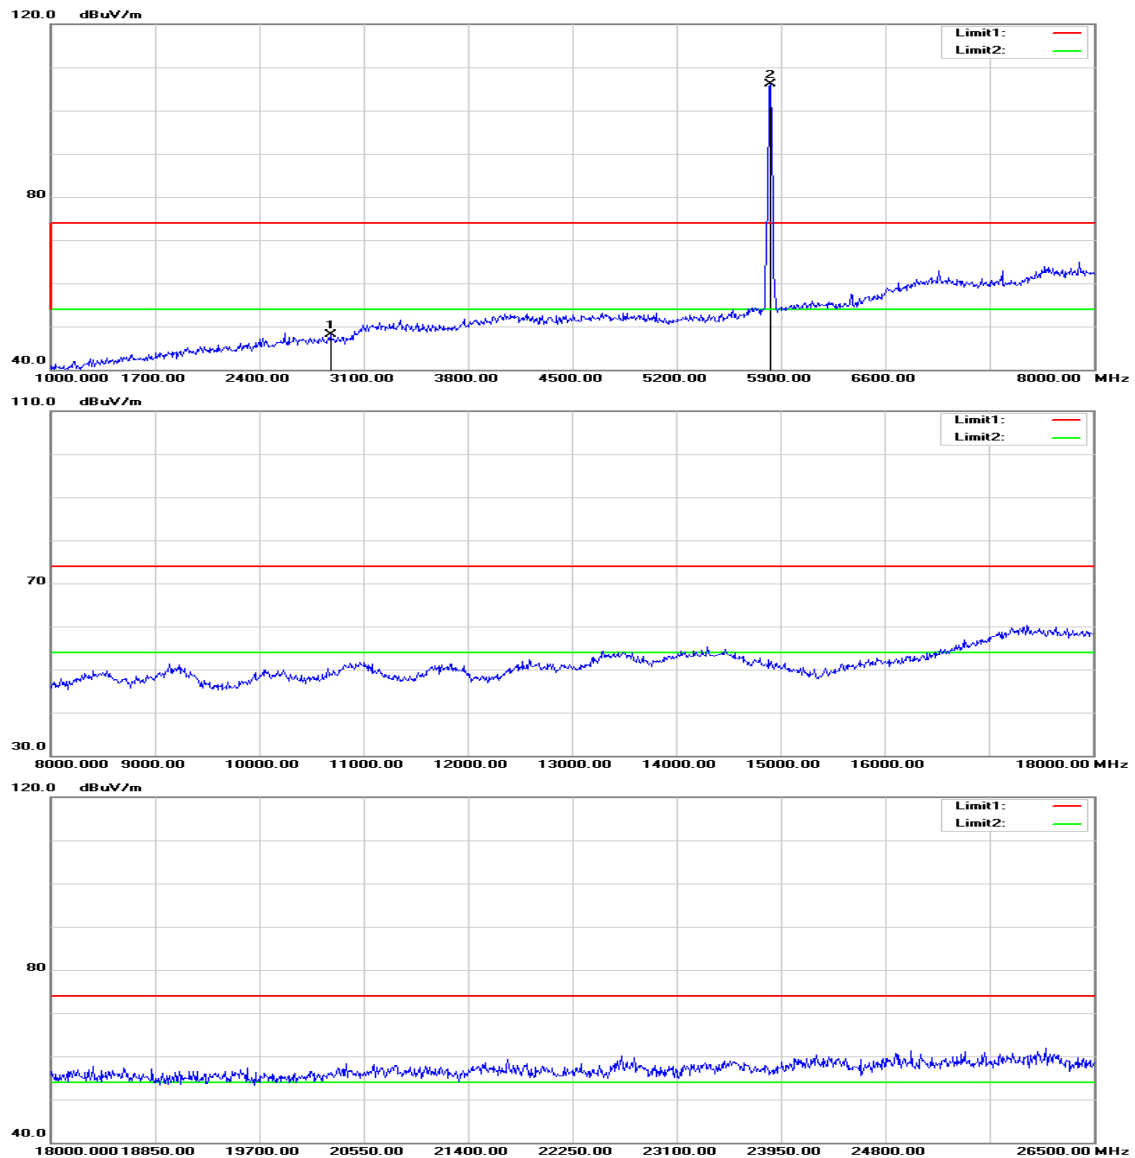 120.0 dBuV/m
Limit1:
Limit2:
2
80
1
40.0
1000.000 1700.00 2400.00 3100.00 3800.00 4500.00 5200.00 5900.00 6600.00 8000.00 MHz
110.0 dBuV/m
Limit1:
Limit2:
70
30.0
8000.000 9000.00 10000.00 11000.00 12000.00 13000.00 14000.00 15000.00 16000.00 18000.00 MHz
120.0 dBuV/m
Limit1:
Limit2:
80
40.0
18000.000 18850.00 19700.00 20550.00 21400.00 22250.00 23100.00 23950.00 24800.00 26500.00 MHz